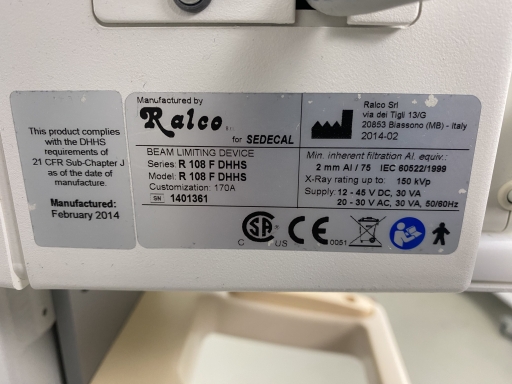 This product complies
with the DHHS
requirements of
21 CFR Sub-Chapter J
as of the date of
manufacture.
Manufactured:
February 2014
Manufactured by
Ralco for SEDECAL
BEAM LIMITING DEVICE
Series: R 108 F DHHS
Model: R 108 F DHHS
Customization: 170A
SN 1401361
Ralco Srl
via dei Tigli 13/G
20853 Biassono (MB) - Italy
2014-02
Min. inherent filtration Al. equiv.:
2 mm Al / 75 IEC 60522/1999
X-Ray rating up to: 150 kVp
Supply: 12 - 45 V DC, 30 VA
20 - 30 V AC, 30 VA, 50/60Hz
C SA US CE 0051